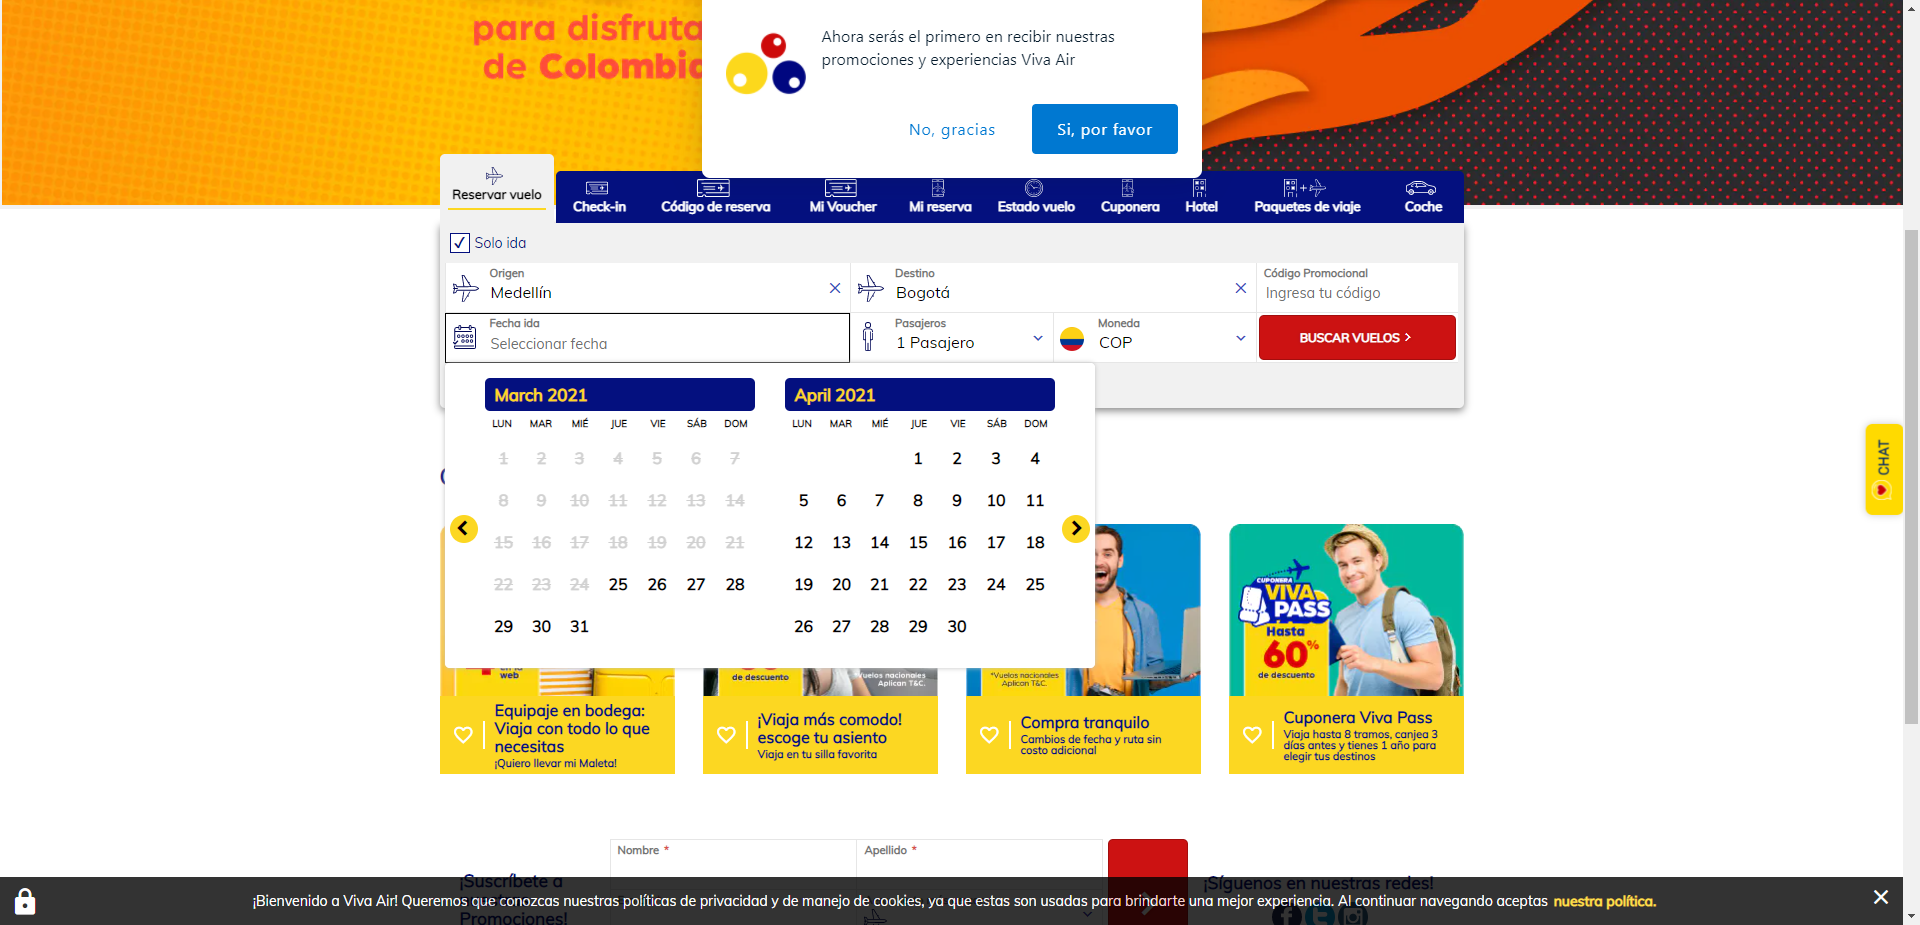 para disfruta
de Colombia
Ahora serás el primero en recibir nuestras
promociones y experiencias Viva Air
No, gracias
Si, por favor
Reservar vuelo
Check-in
Código de reserva
Mi Voucher
Mi reserva
Estado vuelo
Cuponera
Hotel
Paquetes de viaje
Coche
Solo ida
Origen
Medellín
Destino
Bogotá
Código Promocional
Ingresa tu código
Fecha ida
Seleccionar fecha
Pasajeros
1 Pasajero
Moneda
COP
BUSCAR VUELOS
March 2021
LUN MAR MIÉ JUE VIE SÁB DOM
1 2 3 4 5 6 7
8 9 10 11 12 13 14
15 16 17 18 19 20 21
22 23 24 25 26 27 28
29 30 31
April 2021
LUN MAR MIÉ JUE VIE SÁB DOM
1 2 3 4
5 6 7 8 9 10 11
12 13 14 15 16 17 18
19 20 21 22 23 24 25
26 27 28 29 30
CHAT
web
Equipaje en bodega:
Viaja con todo lo que
necesitas
¡Quiero llevar mi Maleta!
de descuento
*Vuelos nacionales
Aplican T&C.
¡Viaja más comodo!
escoge tu asiento
Viaja en tu silla favorita
*Vuelos nacionales
Aplican T&C.
Compra tranquilo
Cambios de fecha y ruta sin
costo adicional
CUPONERA
VIVA
PASS
Hasta
60%
de descuento
Cuponera Viva Pass
Viaja hasta 8 tramos, canjea 3
días antes y tienes 1 año para
elegir tus destinos
Nombre *
Apellido *
¡Suscríbete a
Promociones!
¡Síguenos en nuestras redes!
¡Bienvenido a Viva Air! Queremos que conozcas nuestras políticas de privacidad y de manejo de cookies, ya que estas son usadas para brindarte una mejor experiencia. Al continuar navegando aceptas nuestra política.